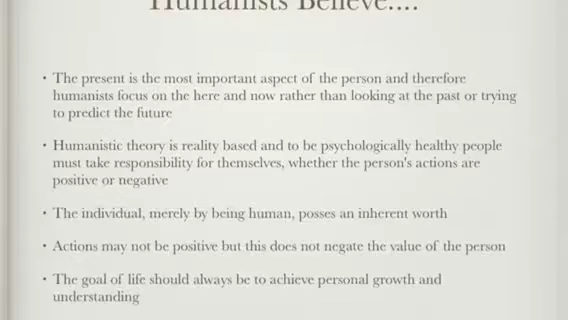 Humanists Believe....
• The present is the most important aspect of the person and therefore
humanists focus on the here and now rather than looking at the past or trying
to predict the future
• Humanistic theory is reality based and to be psychologically healthy people
must take responsibility for themselves, whether the person's actions are
positive or negative
• The individual, merely by being human, posses an inherent worth
• Actions may not be positive but this does not negate the value of the person
• The goal of life should always be to achieve personal growth and
understanding